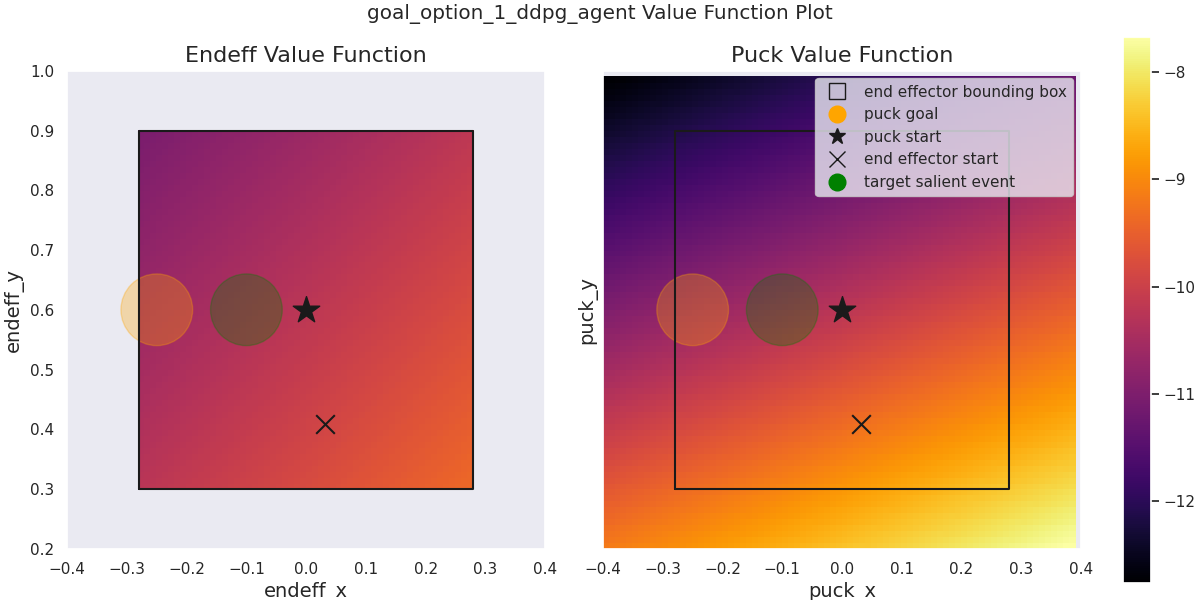 goal_option_1_ddpg_agent Value Function Plot
Endeff Value Function
endeff_y
1.0
0.9
0.8
0.7
0.6
0.5
0.4
0.3
0.2
−0.4 −0.3 −0.2 −0.1 0.0 0.1 0.2 0.3 0.4
endeff_x
Puck Value Function
end effector bounding box
puck goal
puck start
end effector start
target salient event
puck_y
−0.4 −0.3 −0.2 −0.1 0.0 0.1 0.2 0.3 0.4
puck_x
−8
−9
−10
−11
−12